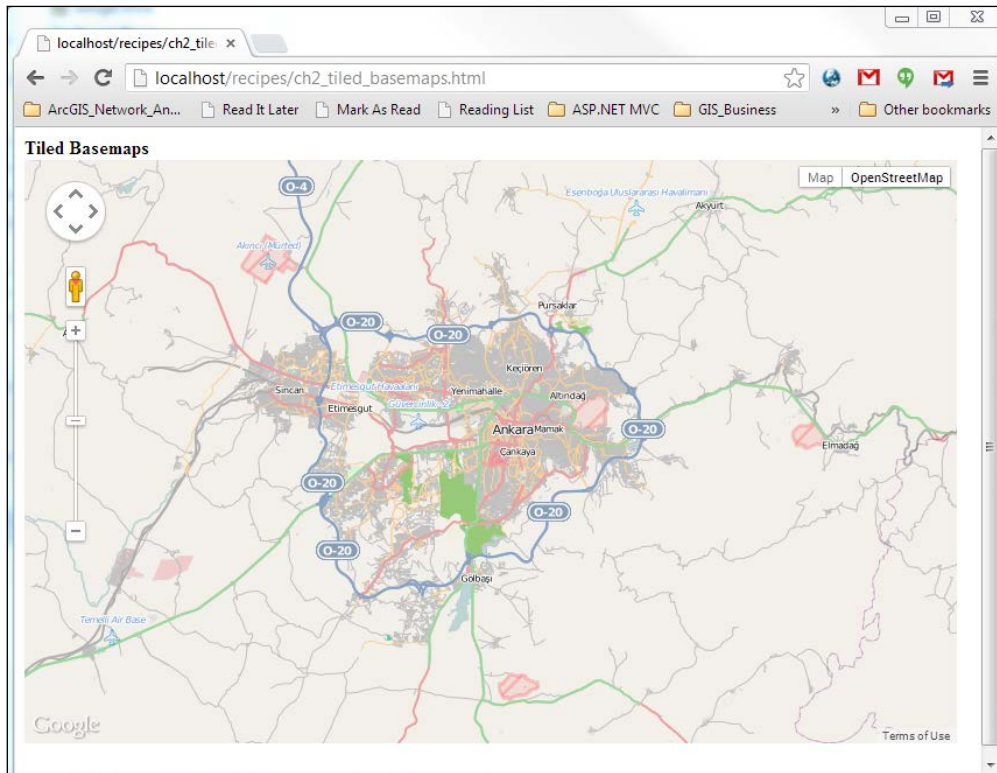 localhost/recipes/ch2_tile
localhost/recipes/ch2_tiled_basemaps.html
ArcGIS_Network_An... Read It Later Mark As Read Reading List ASP.NET MVC GIS_Business » Other bookmarks
Tiled Basemaps
Map OpenStreetMap
O-4
Esenboğa Uluslararası Havalimanı
Akyurt
Akıncı (Mürted)
Pursaklar
O-20
O-20
Keçiören
Sincan
Etimesgut Havaalanı
Yenimahalle
Altındağ
Etimesgut
Güvercinlik
Ankara
Mamak
O-20
Elmadağ
Çankaya
O-20
O-20
O-20
Gölbaşı
Temelli Air Base
Google
Terms of Use